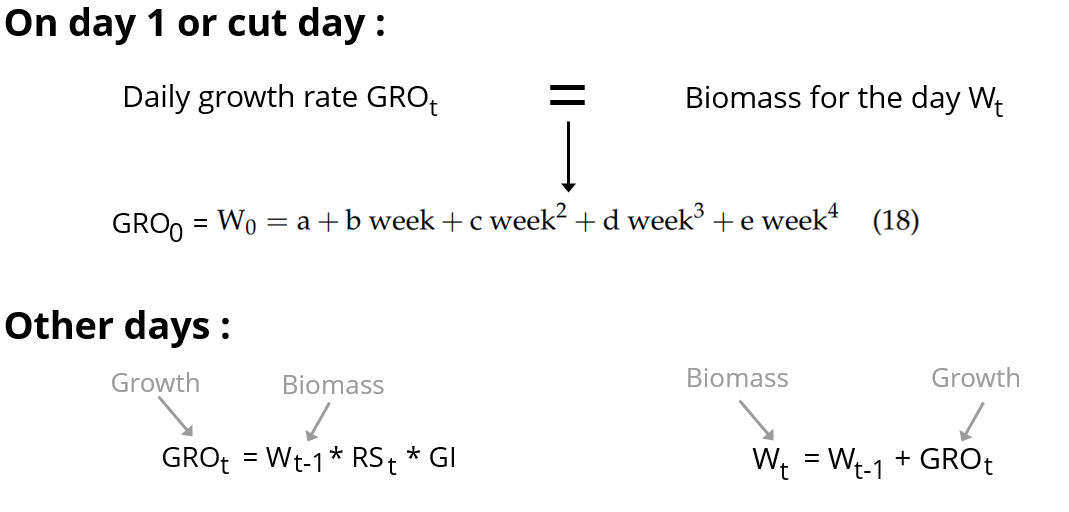 On day 1 or cut day :
Daily growth rate GROₜ = Biomass for the day Wₜ
GRO₀ = W₀ = a + b week + c week² + d week³ + e week⁴ (18)
Other days :
Growth Biomass Biomass Growth
GROₜ = Wₜ₋₁ * RSₜ * GI Wₜ = Wₜ₋₁ + GROₜ